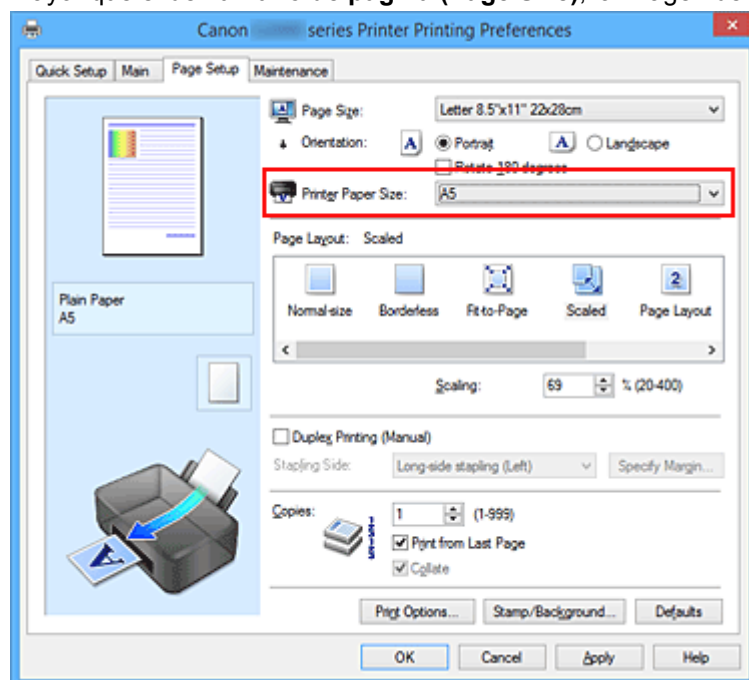 Canon series Printer Printing Preferences
Quick Setup Main Page Setup Maintenance
Page Size: Letter 8.5"x11" 22x28cm
Orientation: A Portrait A Landscape
Rotate 180 degrees
Printer Paper Size: A5
Page Layout: Scaled
Normal-size Borderless Fit-to-Page Scaled Page Layout
Plain Paper
A5
Scaling: 69 % (20-400)
Duplex Printing (Manual)
Stapling Side: Long-side stapling (Left) Specify Margin...
Copies: 1 (1-999)
Print from Last Page
Collate
Print Options... Stamp/Background... Defaults
OK Cancel Apply Help